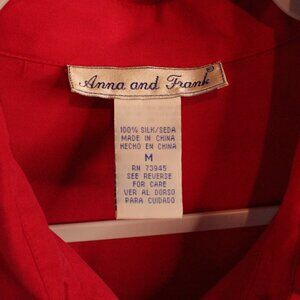 Anna and Frank
100% SILK/SEDA
MADE IN CHINA
HECHO EN CHINA
M
RN 73945
SEE REVERSE
FOR CARE
VER AL DORSO
PARA CUIDADO